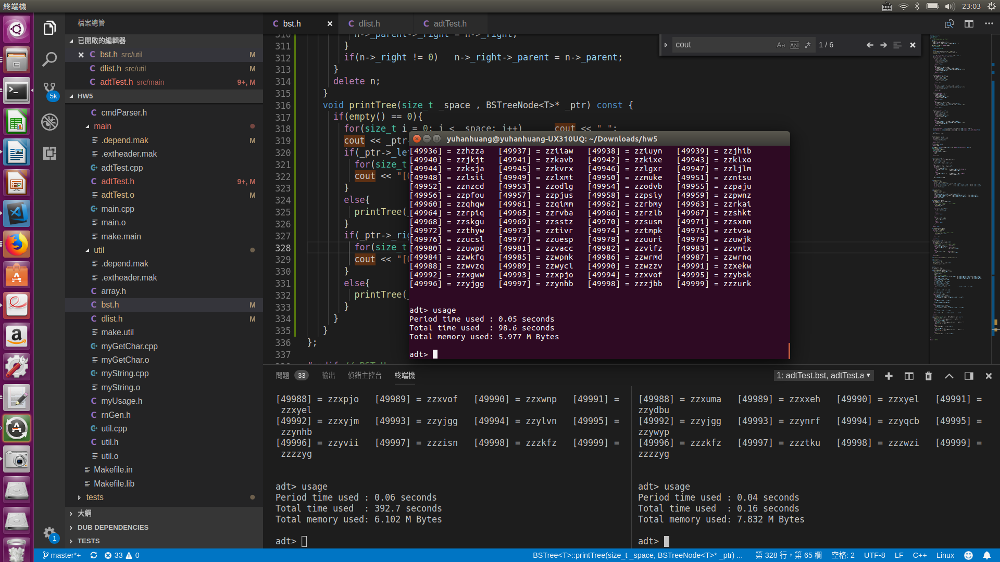 終端機
23:03
檔案總管
已開啟的編輯器
bst.h src/util M
dlist.h src/util M
adtTest.h src/main 9+, M
HW5
cmdParser.h
main
.depend.mak M
.extheader.mak
adtTest.cpp
adtTest.h 9+, M
adtTest.o M
main.cpp
main.o
make.main
util
.depend.mak
.extheader.mak
array.h
bst.h M
dlist.h M
make.util
myGetChar.cpp
myGetChar.o
myString.cpp
myString.o
myUsage.h
rnGen.h
util.cpp
util.h
util.o
Makefile.in
Makefile.lib
tests
大綱
DUB DEPENDENCIES
TESTS
5k
1
bst.h
dlist.h
adtTest.h
cout Aa Abl .* 1 / 6
310 n->_parent->_right = n->_right;
311 }
312 if(n->_right != 0) n->_right->_parent = n->_parent;
313 }
314 delete n;
315 }
316 void printTree(size_t _space , BSTreeNode<T>* _ptr) const {
317 if(empty() == 0){
318 for(size_t i = 0; i < _space; i++) cout << " ";
319 cout << _ptr
320 if(_ptr->_le
321 for(size_t
322 cout << "[
323 }
324 else{
325 printTree(
326 }
327 if(_ptr->_ri
328 for(size_t
329 cout << "[
330 }
331 else{
332 printTree(
333 }
334 }
335 }
336 };
337
338 #endif // BST_H
yuhanhuang@yuhanhuang-UX310UQ: ~/Downloads/hw5
[49936] = zzhzza [49937] = zziiaw [49938] = zziuyn [49939] = zzjhib
[49940] = zzjkjt [49941] = zzkavb [49942] = zzkixe [49943] = zzklxo
[49944] = zzksja [49945] = zzkvrx [49946] = zzlgxr [49947] = zzljlm
[49948] = zzlsii [49949] = zzlxmt [49950] = zzmuke [49951] = zzntsu
[49952] = zznzcd [49953] = zzodlg [49954] = zzodvb [49955] = zzpaju
[49956] = zzpfou [49957] = zzpjus [49958] = zzpsiy [49959] = zzpwnz
[49960] = zzqhqw [49961] = zzqimm [49962] = zzrbmy [49963] = zzrkai
[49964] = zzrpiq [49965] = zzrvba [49966] = zzrzlb [49967] = zzshkt
[49968] = zzskgu [49969] = zzsstz [49970] = zzsusm [49971] = zzsxnm
[49972] = zzthyw [49973] = zztivr [49974] = zztmpk [49975] = zztvsw
[49976] = zzucsl [49977] = zzuesp [49978] = zzuuri [49979] = zzuwjk
[49980] = zzuwpd [49981] = zzvacc [49982] = zzvifz [49983] = zzvmtx
[49984] = zzwkfq [49985] = zzwpnk [49986] = zzwrmd [49987] = zzwrnq
[49988] = zzwvzq [49989] = zzwycl [49990] = zzwzzv [49991] = zzxekw
[49992] = zzxgww [49993] = zzxpjo [49994] = zzxvof [49995] = zzybsk
[49996] = zzyjgg [49997] = zzynhb [49998] = zzzjbb [49999] = zzzurk
adt> usage
Period time used : 0.05 seconds
Total time used : 98.6 seconds
Total memory used: 5.977 M Bytes
adt>
問題 33 輸出 偵錯主控台 終端機
1: adtTest.bst, adtTest.a
[49988] = zzxpjo [49989] = zzxvof [49990] = zzxwnp [49991] =
zzxyel
[49992] = zzxyjm [49993] = zzyjgg [49994] = zzylvn [49995] =
zzynhb
[49996] = zzyvii [49997] = zzzisn [49998] = zzzkfz [49999] =
zzzzyg
adt> usage
Period time used : 0.06 seconds
Total time used : 392.7 seconds
Total memory used: 6.102 M Bytes
adt>
[49988] = zzxuma [49989] = zzxxeh [49990] = zzxyel [49991] =
zzydbu
[49992] = zzyjgg [49993] = zzynrf [49994] = zzyqcb [49995] =
zzywyp
[49996] = zzzkfz [49997] = zzztku [49998] = zzzwzi [49999] =
zzzzyg
adt> usage
Period time used : 0.04 seconds
Total time used : 0.16 seconds
Total memory used: 7.832 M Bytes
adt>
master*+ 33 0
BSTree<T>::printTree(size_t _space, BSTreeNode<T>* _ptr) ...
第 328 行，第 65 欄
空格: 2
UTF-8
LF
C++
Linux